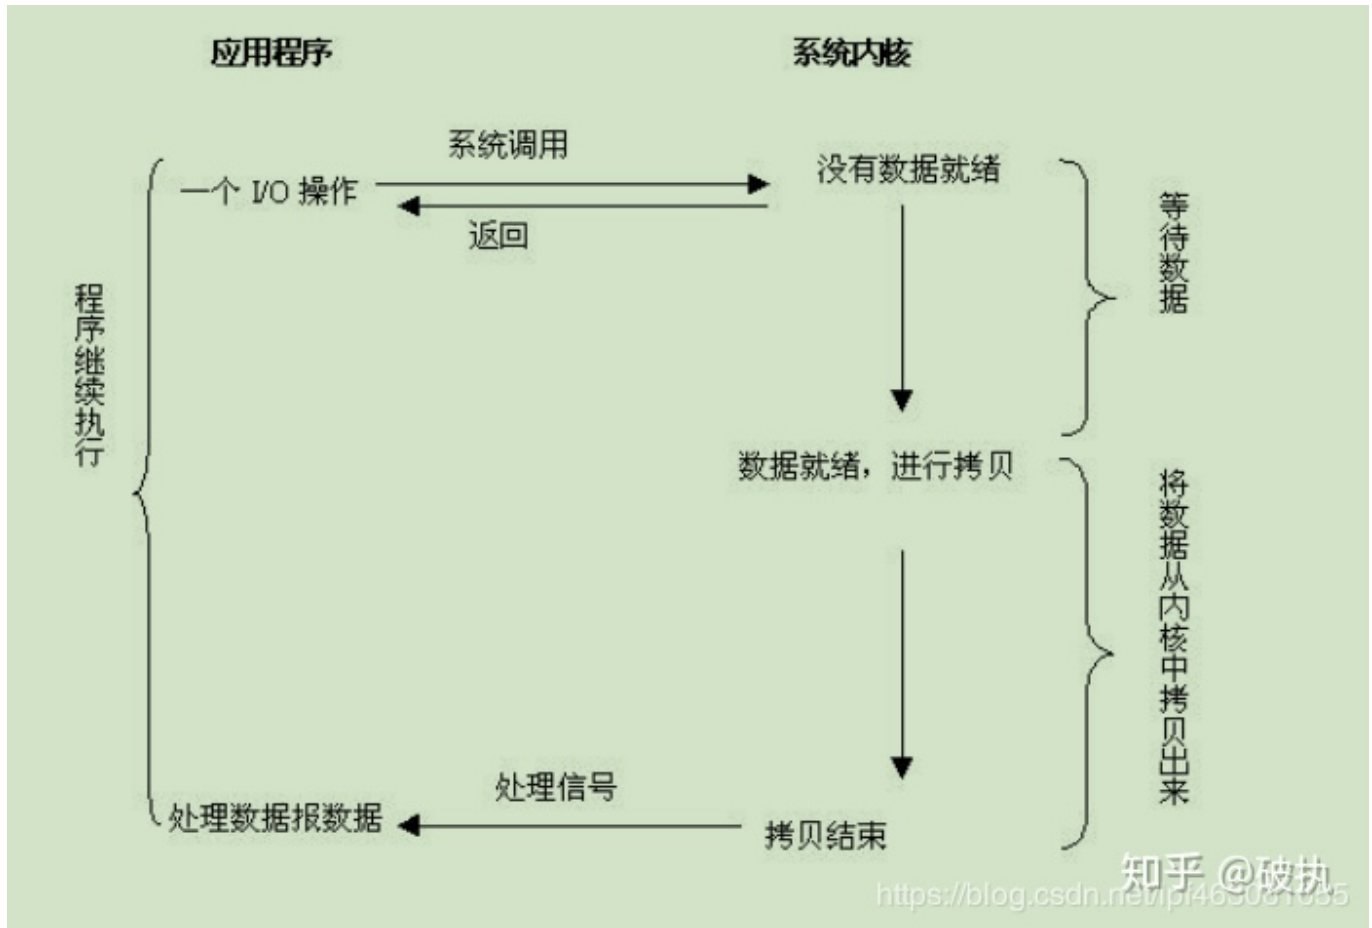 应用程序
系统内核
系统调用
一个 I/O 操作
没有数据就绪
返回
等待数据
程序继续执行
数据就绪，进行拷贝
将数据从内核中拷贝出来
处理信号
处理数据报数据
拷贝结束
知乎 @破执